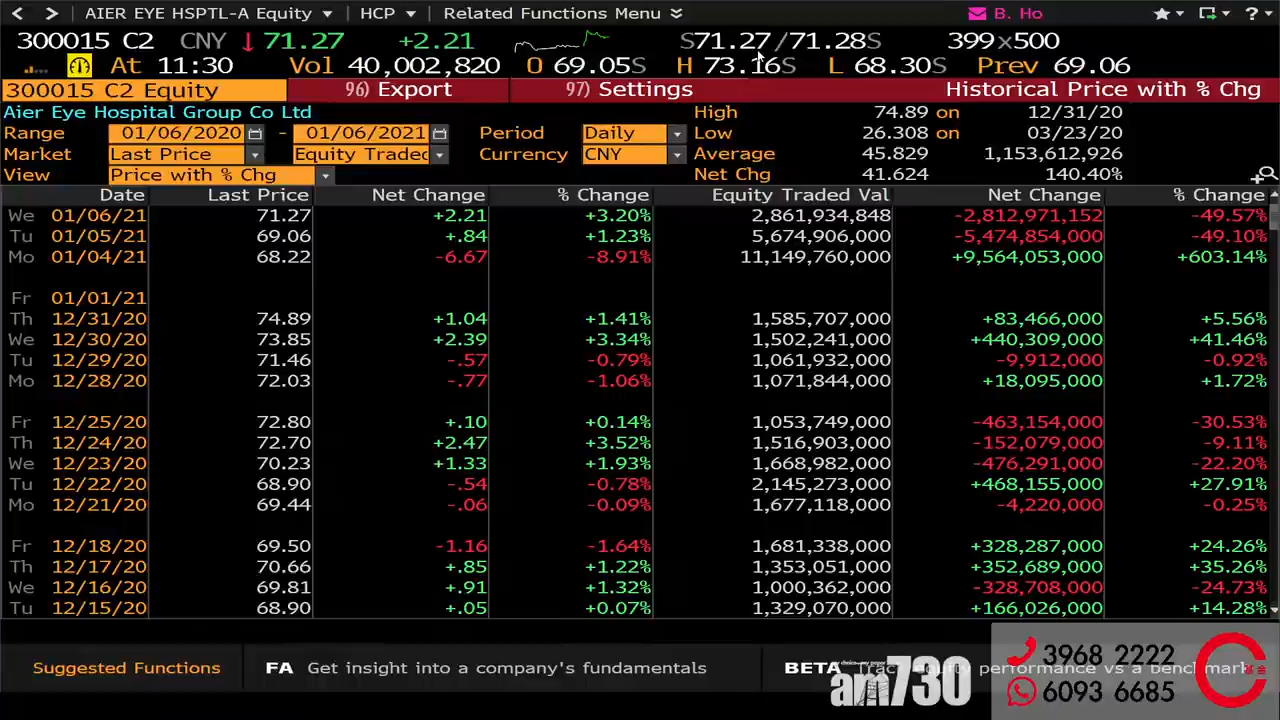 AIER EYE HSPTL-A Equity HCP Related Functions Menu B. Ho
300015 C2 CNY ↓ 71.27 +2.21 S71.27/71.28S 399x500
At 11:30 Vol 40,002,820 O 69.05S H 73.16S L 68.30S Prev 69.06
300015 C2 Equity 96) Export 97) Settings Historical Price with % Chg
Aier Eye Hospital Group Co Ltd High 74.89 on 12/31/20
Range 01/06/2020 - 01/06/2021 Period Daily Low 26.308 on 03/23/20
Market Last Price Equity Traded Currency CNY Average 45.829 1,153,612,926
View Price with % Chg Net Chg 41.624 140.40%
Date Last Price Net Change % Change Equity Traded Val Net Change % Change
We 01/06/21 71.27 +2.21 +3.20% 2,861,934,848 -2,812,971,152 -49.57%
Tu 01/05/21 69.06 +.84 +1.23% 5,674,906,000 -5,474,854,000 -49.10%
Mo 01/04/21 68.22 -6.67 -8.91% 11,149,760,000 +9,564,053,000 +603.14%
Fr 01/01/21
Th 12/31/20 74.89 +1.04 +1.41% 1,585,707,000 +83,466,000 +5.56%
We 12/30/20 73.85 +2.39 +3.34% 1,502,241,000 +440,309,000 +41.46%
Tu 12/29/20 71.46 -.57 -0.79% 1,061,932,000 -9,912,000 -0.92%
Mo 12/28/20 72.03 -.77 -1.06% 1,071,844,000 +18,095,000 +1.72%
Fr 12/25/20 72.80 +.10 +0.14% 1,053,749,000 -463,154,000 -30.53%
Th 12/24/20 72.70 +2.47 +3.52% 1,516,903,000 -152,079,000 -9.11%
We 12/23/20 70.23 +1.33 +1.93% 1,668,982,000 -476,291,000 -22.20%
Tu 12/22/20 68.90 -.54 -0.78% 2,145,273,000 +468,155,000 +27.91%
Mo 12/21/20 69.44 -.06 -0.09% 1,677,118,000 -4,220,000 -0.25%
Fr 12/18/20 69.50 -1.16 -1.64% 1,681,338,000 +328,287,000 +24.26%
Th 12/17/20 70.66 +.85 +1.22% 1,353,051,000 +352,689,000 +35.26%
We 12/16/20 69.81 +.91 +1.32% 1,000,362,000 -328,708,000 -24.73%
Tu 12/15/20 68.90 +.05 +0.07% 1,329,070,000 +166,026,000 +14.28%
Suggested Functions FA Get insight into a company's fundamentals BETA Track equity performance vs a benchmark
am730
3968 2222
6093 6685